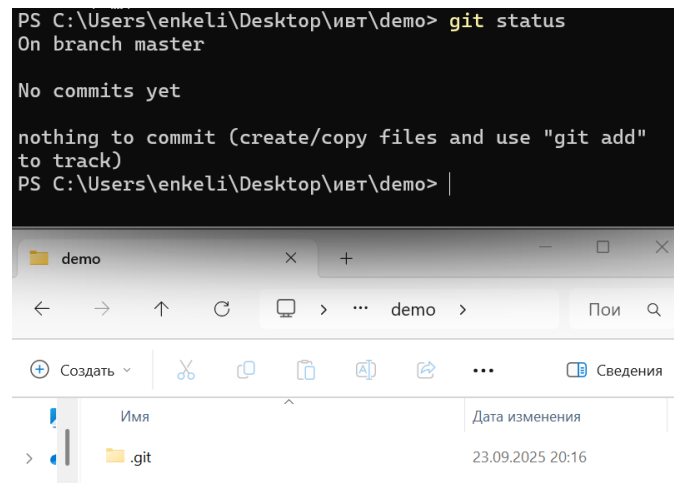 PS C:\Users\enkeli\Desktop\ивт\demo> git status
On branch master
No commits yet
nothing to commit (create/copy files and use "git add"
to track)
PS C:\Users\enkeli\Desktop\ивт\demo>
demo
demo
Пои
Создать
Сведения
Имя
Дата изменения
.git
23.09.2025 20:16